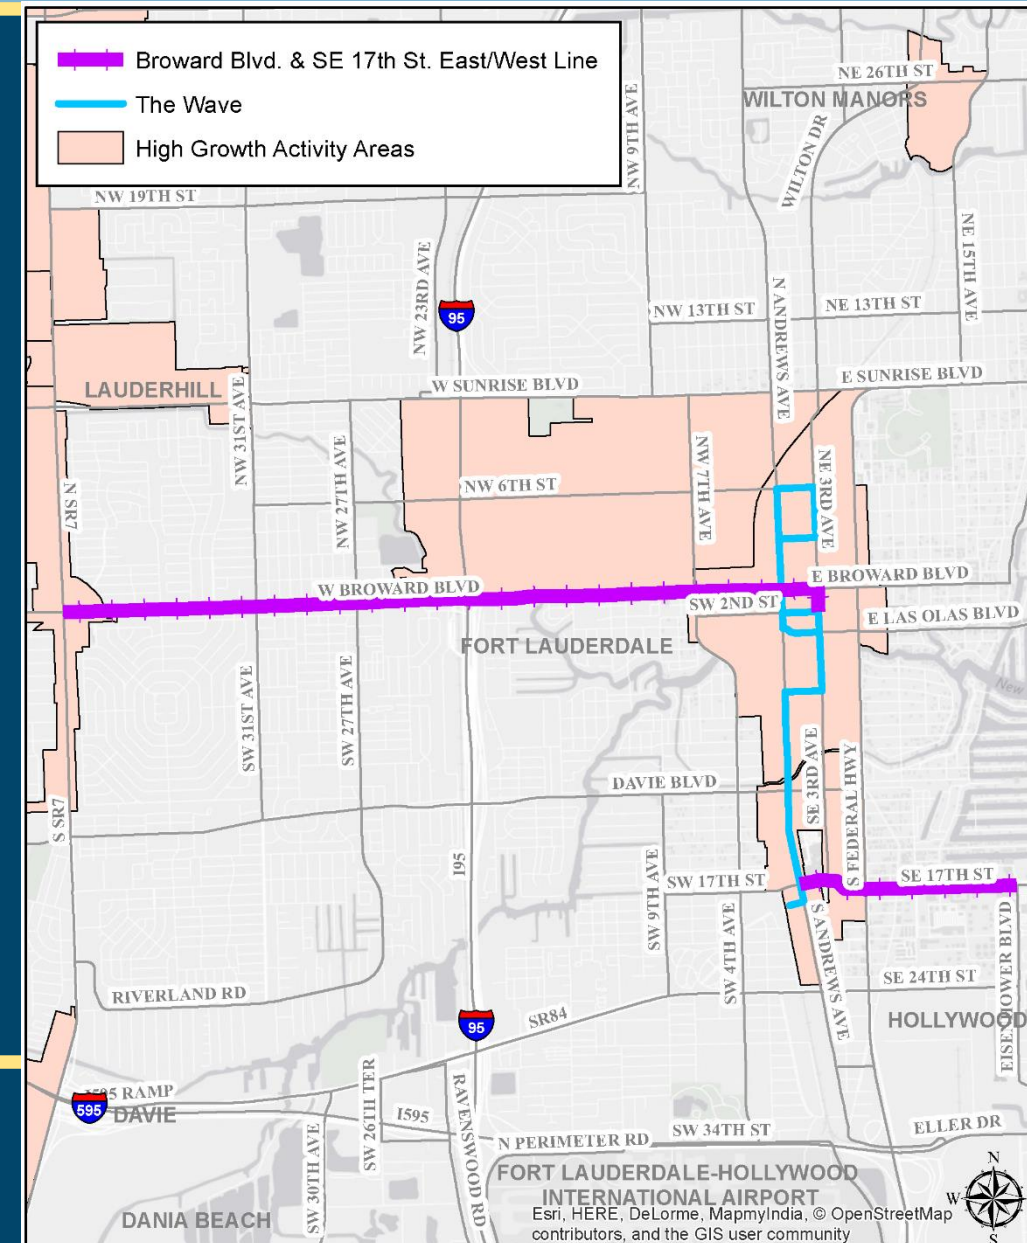 Broward Blvd. & SE 17th St. East/West Line
The Wave
High Growth Activity Areas
NE 26TH ST
WILTON MANORS
NW 9TH AVE
WILTON DR
NW 19TH ST
NE 15TH AVE
NW 23RD AVE
95
N ANDREWS AVE
NW 13TH ST
NE 13TH ST
LAUDERHILL
NW 31ST AVE
W SUNRISE BLVD
E SUNRISE BLVD
NW 27TH AVE
NW 7TH AVE
NE 3RD AVE
N SR7
NW 6TH ST
W BROWARD BLVD
E BROWARD BLVD
SW 2ND ST
E LAS OLAS BLVD
FORT LAUDERDALE
New
SW 31ST AVE
SW 27TH AVE
SE 3RD AVE
S FEDERAL HWY
DAVIE BLVD
S SR7
I95
SW 9TH AVE
SW 17TH ST
SE 17TH ST
SW 4TH AVE
S ANDREWS AVE
EISENHOWER BLVD
SE 24TH ST
RIVERLAND RD
SR84
95
HOLLYWOOD
I595 RAMP
595
DAVIE
SW 26TH TER
I595
RAVENSWOOD RD
N PERIMETER RD
SW 34TH ST
ELLER DR
SW 30TH AVE
FORT LAUDERDALE-HOLLYWOOD
INTERNATIONAL AIRPORT
DANIA BEACH
Esri, HERE, DeLorme, MapmyIndia, © OpenStreetMap
contributors, and the GIS user community
N
W
S